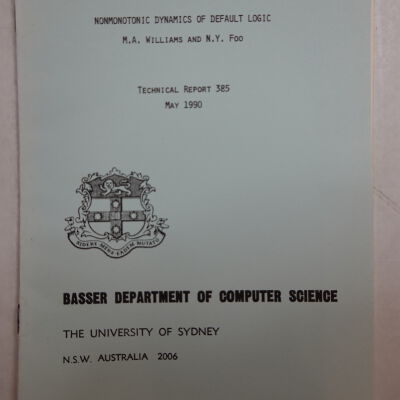 NONMONOTONIC DYNAMICS OF DEFAULT LOGIC
M.A. WILLIAMS AND N.Y. FOO
TECHNICAL REPORT 385
MAY 1990
SIDERE·MENS·EADEM·MUTATO
BASSER DEPARTMENT OF COMPUTER SCIENCE
THE UNIVERSITY OF SYDNEY
N.S.W. AUSTRALIA 2006